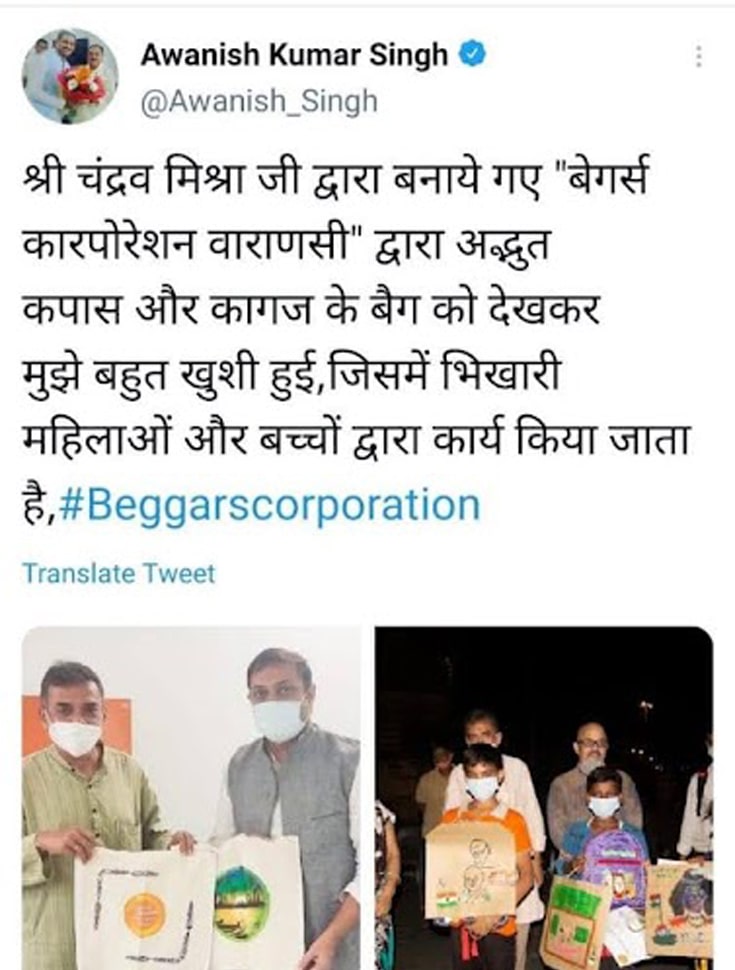 Awanish Kumar Singh
@Awanish_Singh
श्री चंद्रव मिश्रा जी द्वारा बनाये गए "बेगर्स
कारपोरेशन वाराणसी" द्वारा अद्भुत
कपास और कागज के बैग को देखकर
मुझे बहुत खुशी हुई,जिसमें भिखारी
महिलाओं और बच्चों द्वारा कार्य किया जाता
है,#Beggarscorporation
Translate Tweet